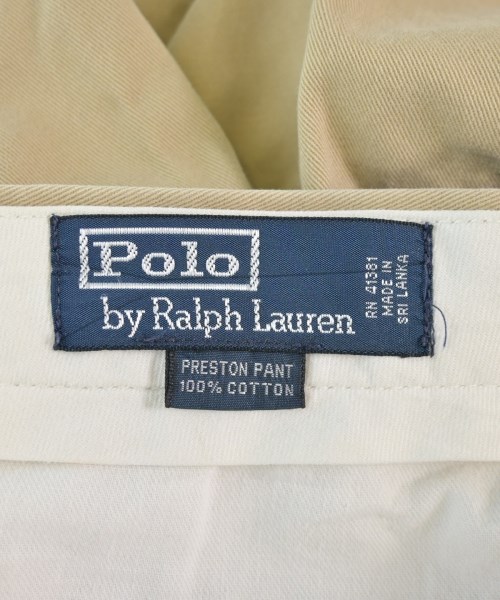 Polo
by Ralph Lauren
RN 41381
MADE IN
SRI LANKA
PRESTON PANT
100% COTTON